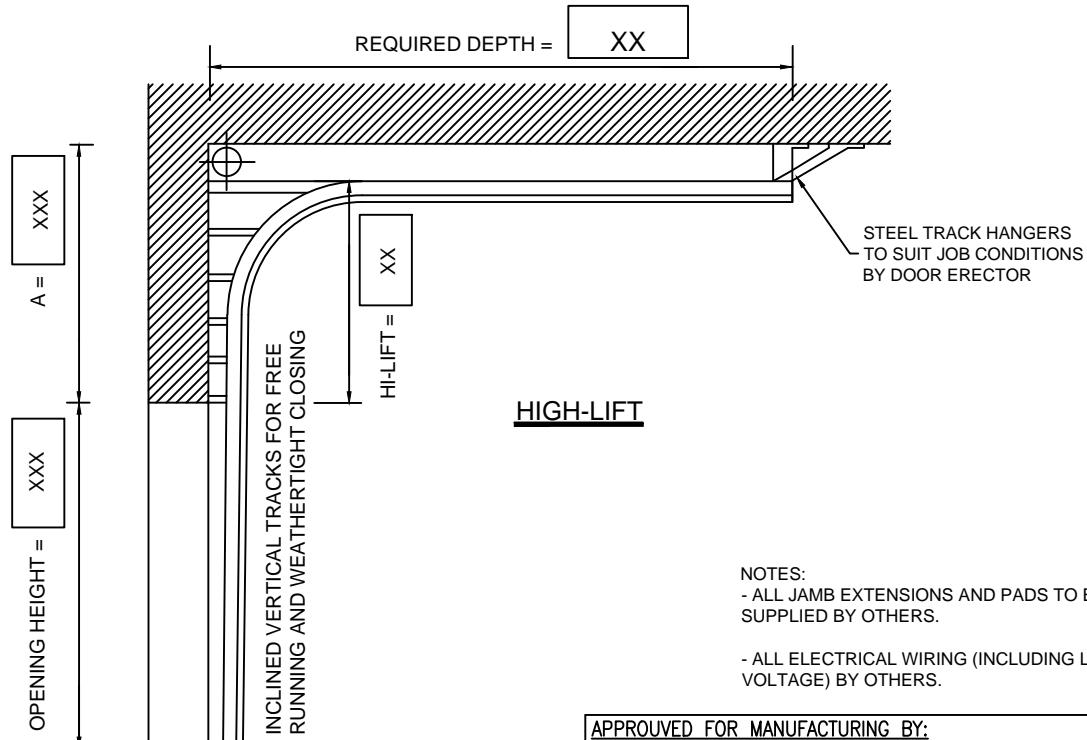 REQUIRED DEPTH = XX
A = XXX
HI-LIFT = XX
STEEL TRACK HANGERS
TO SUIT JOB CONDITIONS
BY DOOR ERECTOR
HIGH-LIFT
OPENING HEIGHT = XXX
INCLINED VERTICAL TRACKS FOR FREE
RUNNING AND WEATHERTIGHT CLOSING
NOTES:
- ALL JAMB EXTENSIONS AND PADS TO
SUPPLIED BY OTHERS.
- ALL ELECTRICAL WIRING (INCLUDING
VOLTAGE) BY OTHERS.
APPROUVED FOR MANUFACTURING BY: